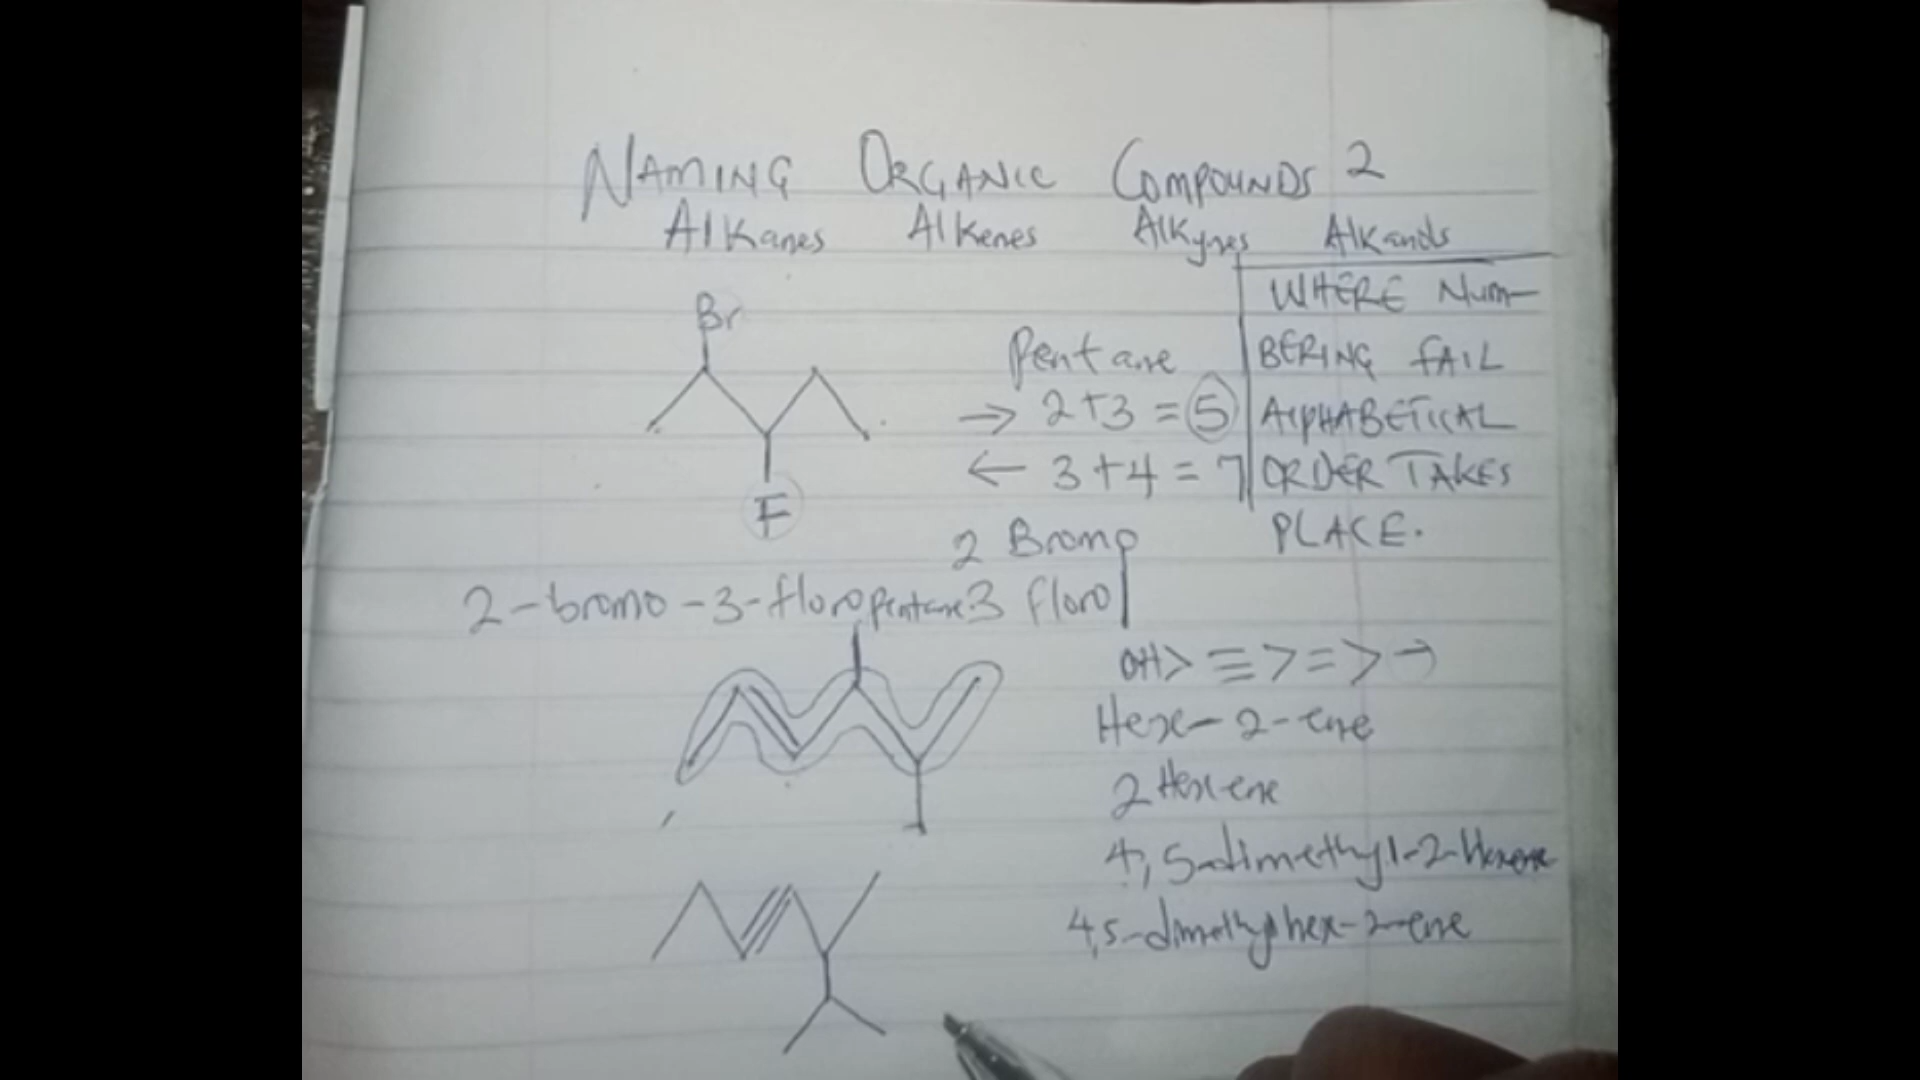 NAMING ORGANIC COMPOUNDS 2
Alkanes Alkenes Alkynes Alkanols
WHERE NUM-
BERING FAIL
ALPHABETICAL
ORDER TAKES
PLACE.
Br
F
Pentane
→ 2+3 = 5
← 3+4 = 7
2 Bromo
3 floro
2-bromo-3-floropentane
OH > ≡ > = > -
Hex-2-ene
2 Hexene
4,5-dimethyl-2-Hexene
4,5-dimethylhex-2-ene